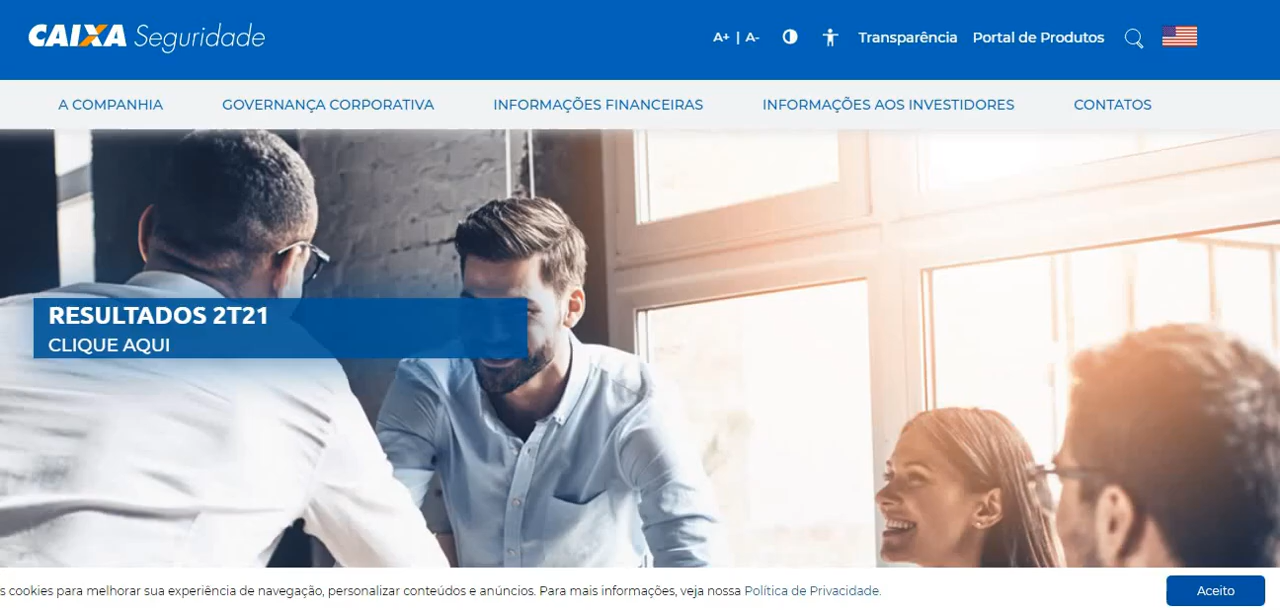 CAIXA Seguridade
A+ | A- Transparência Portal de Produtos
A COMPANHIA GOVERNANÇA CORPORATIVA INFORMAÇÕES FINANCEIRAS INFORMAÇÕES AOS INVESTIDORES CONTATOS
RESULTADOS 2T21
CLIQUE AQUI
s cookies para melhorar sua experiência de navegação, personalizar conteúdos e anúncios. Para mais informações, veja nossa Política de Privacidade.
Aceito